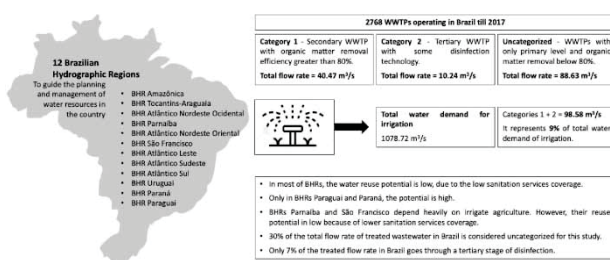 12 Brazilian
Hydrographic Regions
To guide the planning
and management of
water resources in
the country
• BHR Amazônica
• BHR Tocantins-Araguaia
• BHR Atlântico Nordeste Ocidental
• BHR Parnaíba
• BHR Atlântico Nordeste Oriental
• BHR São Francisco
• BHR Atlântico Leste
• BHR Atlântico Sudeste
• BHR Atlântico Sul
• BHR Uruguai
• BHR Paraná
• BHR Paraguai
2768 WWTPs operating in Brazil till 2017
Category 1 - Secondary WWTP
with organic matter removal
efficiency greater than 80%.
Total flow rate = 40.47 m³/s
Category 2 - Tertiary WWTP
with some disinfection
technology.
Total flow rate = 10.24 m³/s
Uncategorized - WWTPs with
only primary level and organic
matter removal below 80%.
Total flow rate = 88.63 m³/s
Total water demand for
irrigation
1078.72 m³/s
Categories 1 + 2 = 98.58 m³/s
It represents 9% of total water
demand of irrigation.
• In most of BHRs, the water reuse potential is low, due to the low sanitation services coverage.
• Only in BHRs Paraguai and Paraná, the potential is high.
• BHRs Parnaíba and São Francisco depend heavily on irrigate agriculture. However, their reuse
potential in low because of lower sanitation services coverage.
• 30% of the total flow rate of treated wastewater in Brazil is considered uncategorized for this study.
• Only 7% of the treated flow rate in Brazil goes through a tertiary stage of disinfection.